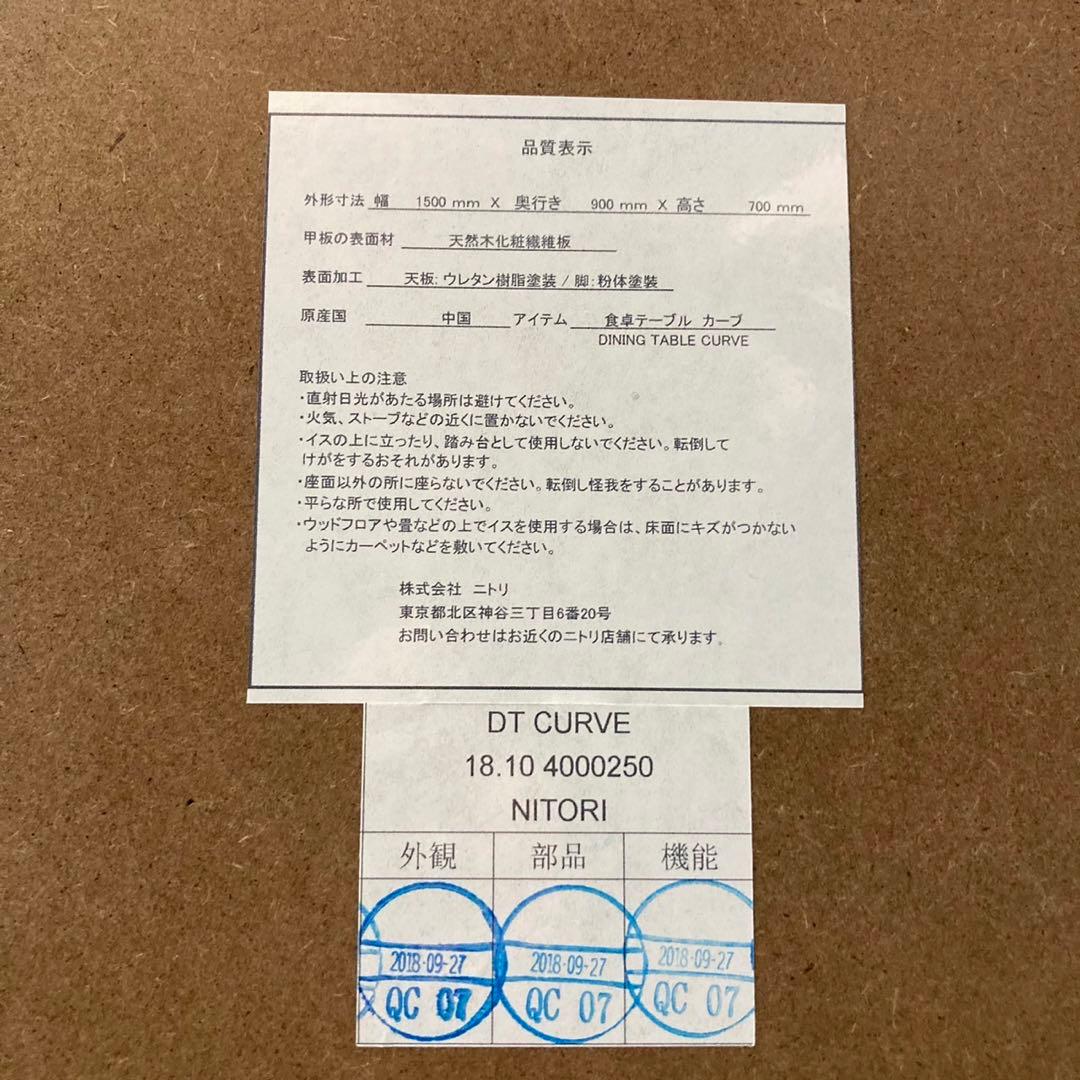 品質表示
外形寸法 幅 1500 mm X 奥行き 900 mm X 高さ 700 mm
甲板の表面材 天然木化粧繊維板
表面加工 天板: ウレタン樹脂塗装 / 脚: 粉体塗装
原産国 中国 アイテム 食卓テーブル カーブ
DINING TABLE CURVE
取扱い上の注意
・直射日光があたる場所は避けてください。
・火気、ストーブなどの近くに置かないでください。
・イスの上に立ったり、踏み台として使用しないでください。転倒して
けがをするおそれがあります。
・座面以外の所に座らないでください。転倒し怪我をすることがあります。
・平らな所で使用してください。
・ウッドフロアや畳などの上でイスを使用する場合は、床面にキズがつかない
ようにカーペットなどを敷いてください。
株式会社 ニトリ
東京都北区神谷三丁目6番20号
お問い合わせはお近くのニトリ店舗にて承ります。
DT CURVE
18.10 4000250
NITORI
外観 部品 機能
2018-09-27 2018-09-27 2018-09-27
QC 07 QC 07 QC 07